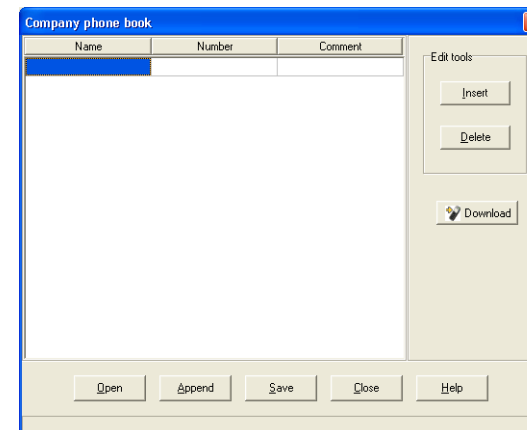 Company phone book
Name Number Comment
Edit tools
Insert
Delete
Download
Open Append Save Close Help